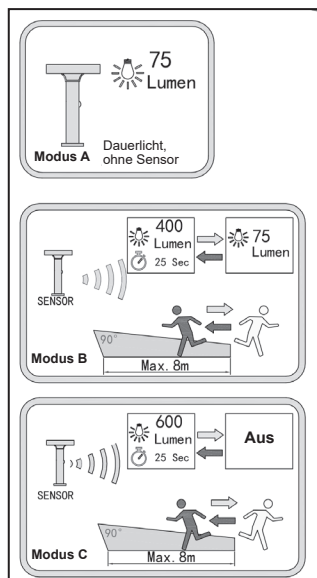 75
Lumen
Dauerlicht,
Modus A ohne Sensor
400
Lumen
25 Sec
75
Lumen
SENSOR
90°
Modus B
Max. 8m
600
Lumen
25 Sec
Aus
SENSOR
90°
Modus C
Max. 8m